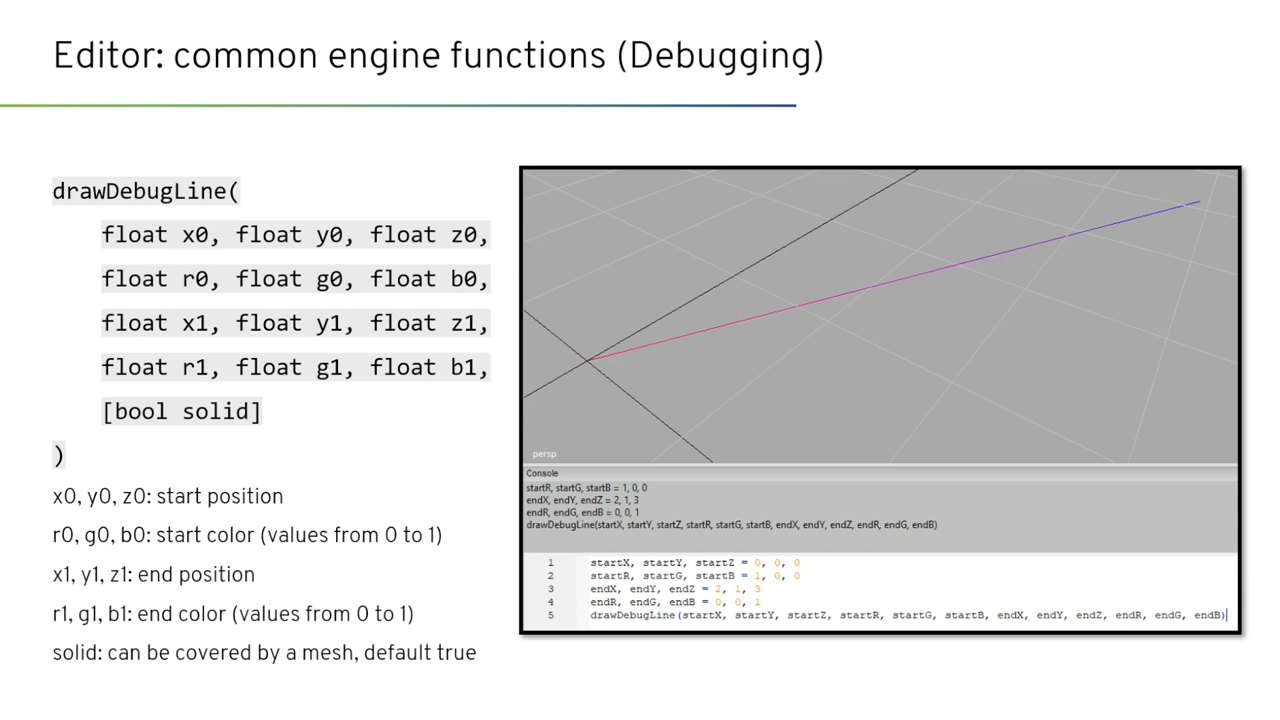 Editor: common engine functions (Debugging)
drawDebugLine(
float x0, float y0, float z0,
float r0, float g0, float b0,
float x1, float y1, float z1,
float r1, float g1, float b1,
[bool solid]
)
x0, y0, z0: start position
r0, g0, b0: start color (values from 0 to 1)
x1, y1, z1: end position
r1, g1, b1: end color (values from 0 to 1)
solid: can be covered by a mesh, default true
persp
Console
startR, startG, startB = 1, 0, 0
endX, endY, endZ = 2, 1, 3
endR, endG, endB = 0, 0, 1
drawDebugLine(startX, startY, startZ, startR, startG, startB, endX, endY, endZ, endR, endG, endB)
1 startX, startY, startZ = 0, 0, 0
2 startR, startG, startB = 1, 0, 0
3 endX, endY, endZ = 2, 1, 3
4 endR, endG, endB = 0, 0, 1
5 drawDebugLine(startX, startY, startZ, startR, startG, startB, endX, endY, endZ, endR, endG, endB)